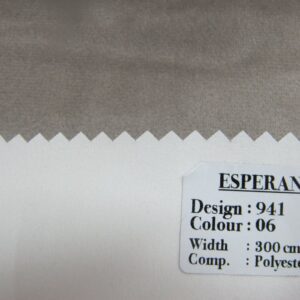 ESPERAN
Design : 941
Colour : 06
Width : 300 cm
Comp. : Polyeste